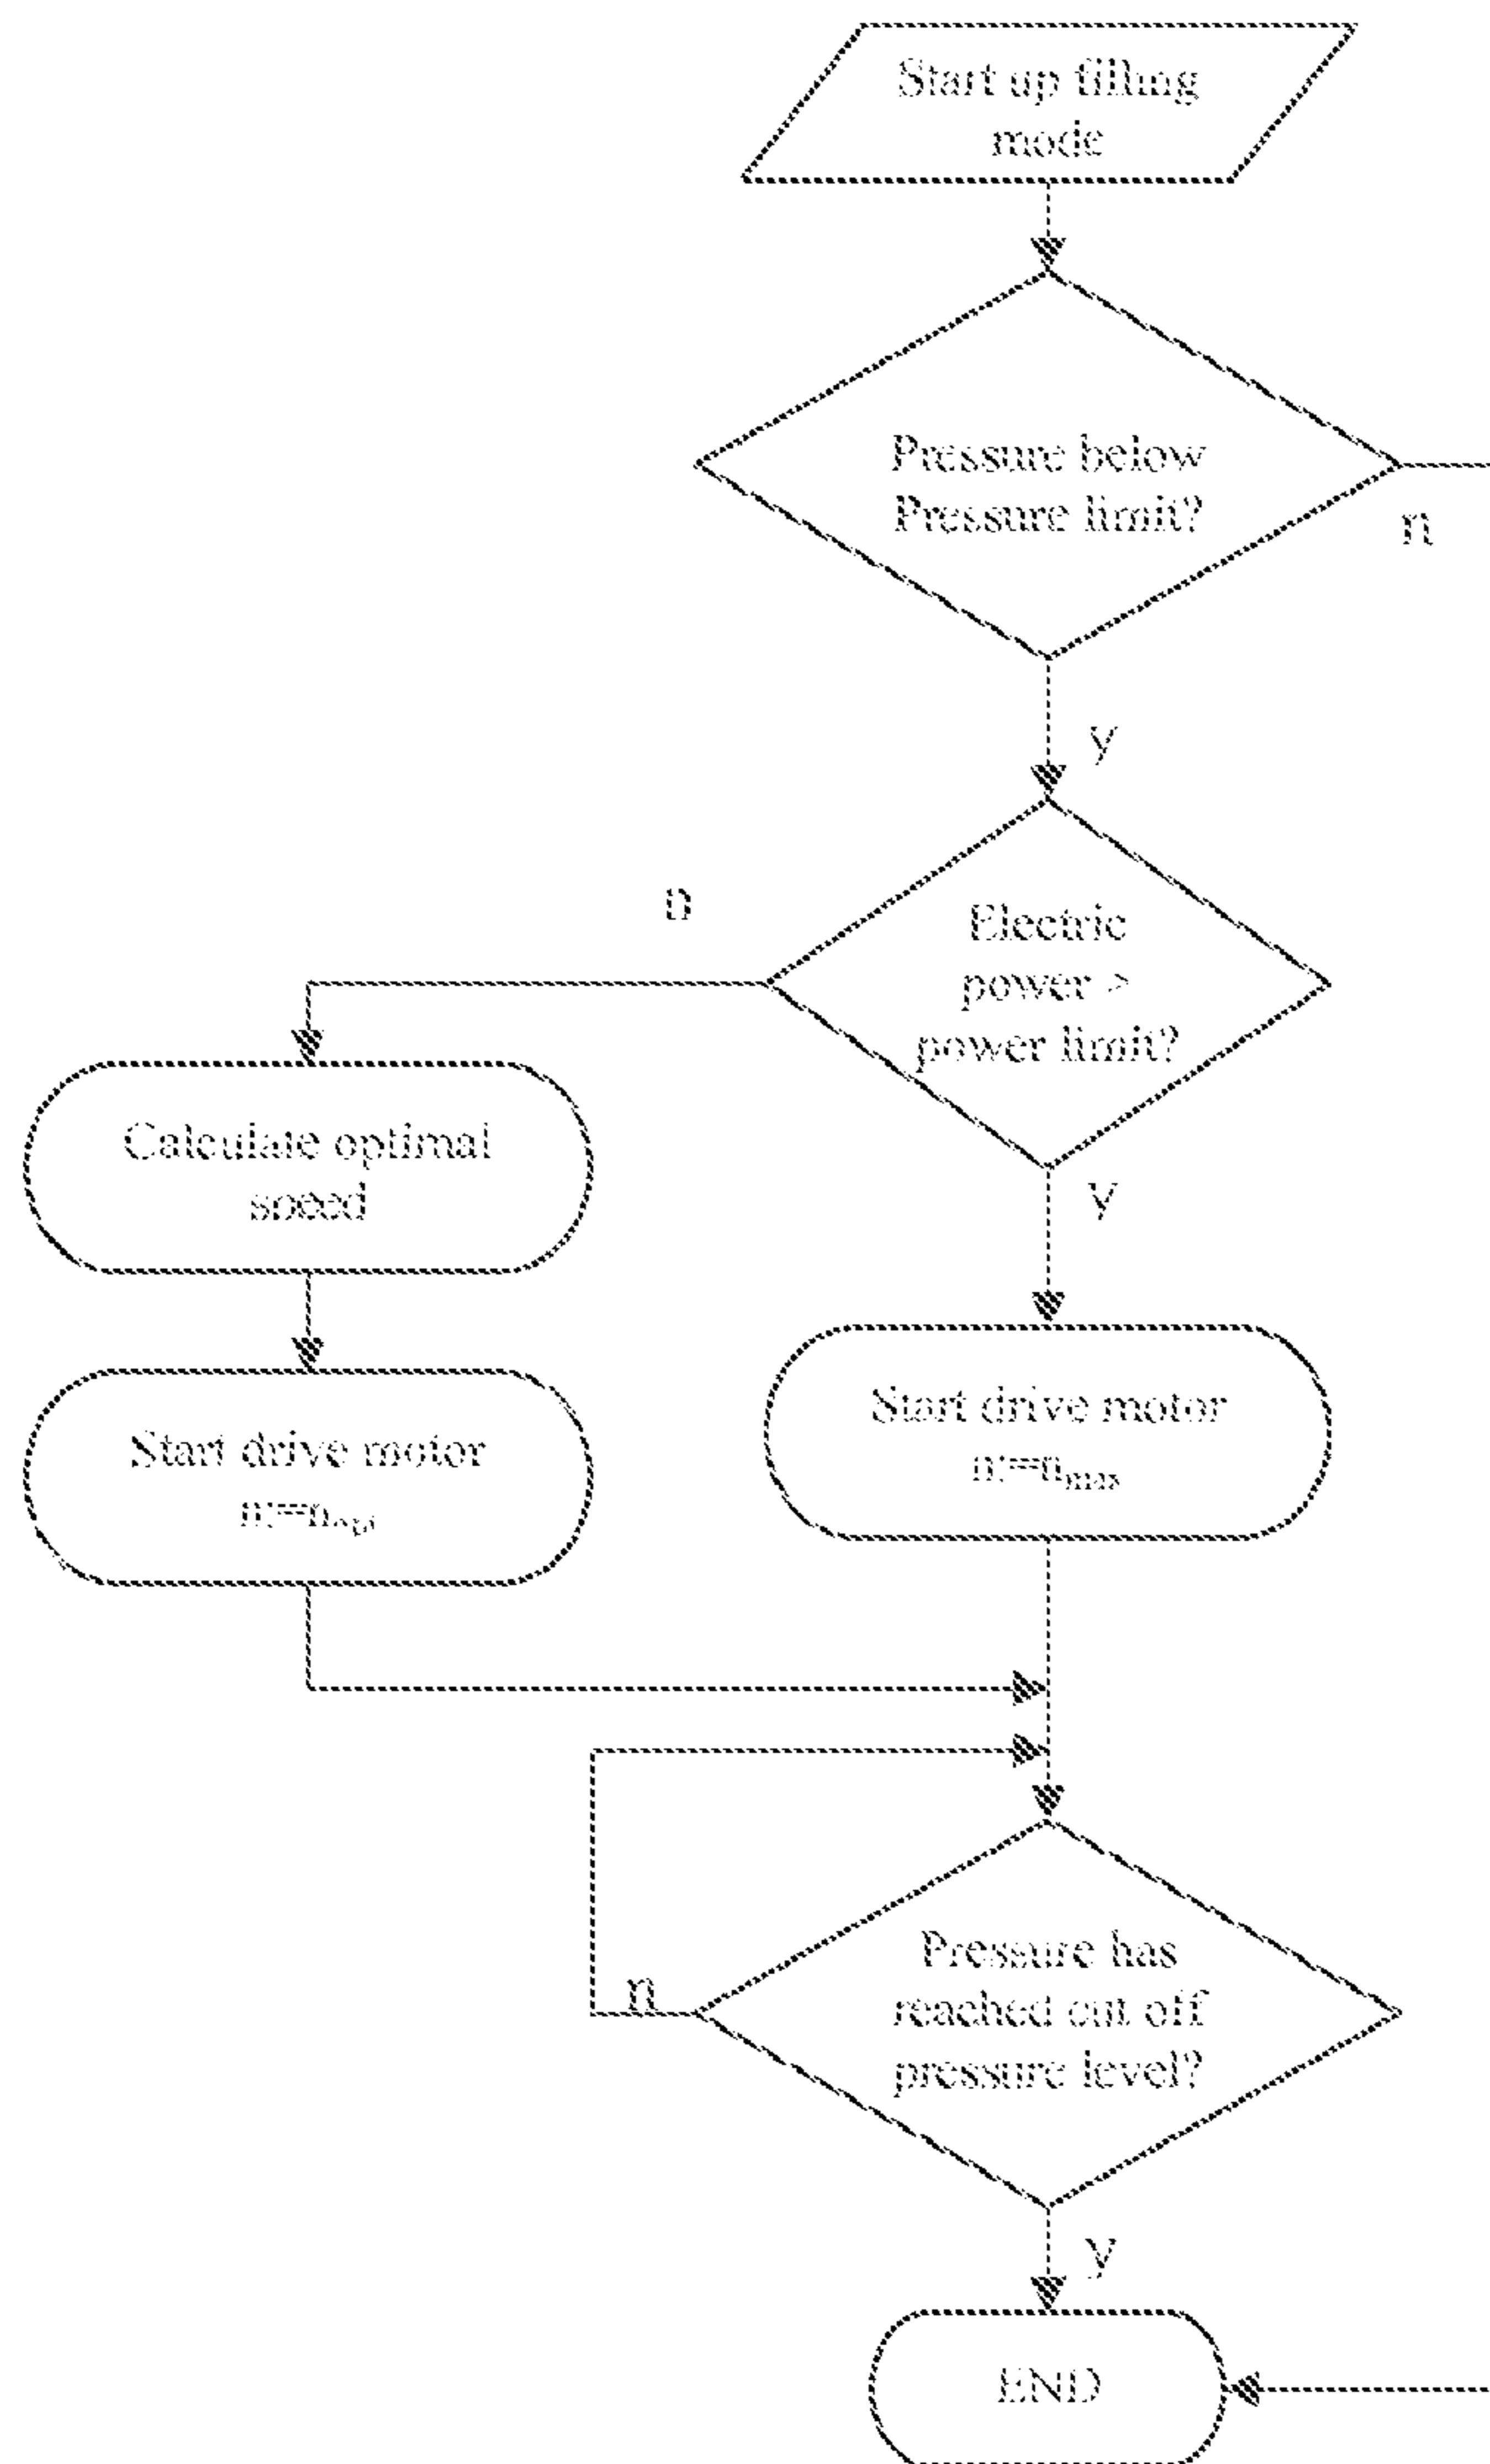 Start up filling
mode
Pressure below
Pressure limit?
n
y
n
Electric
power >
power limit?
y
Calculate optimal
speed
Start drive motor
n:=nmax
Start drive motor
n:=nopt
Pressure has
reached cut off
pressure level?
n
y
END